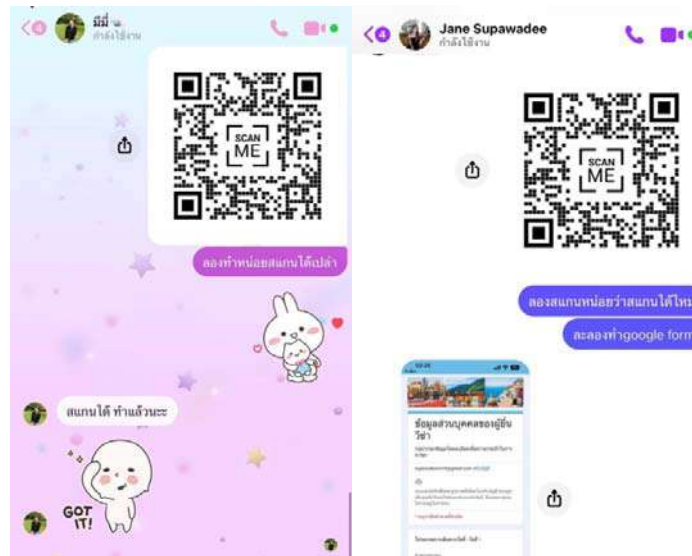 4
มีมี่
กำลังใช้งาน
SCAN
ME
ลองทำหน่อยสแกนได้เปล่า
สแกนได้ ทำแล้วนะะ
GOT
IT!
4
Jane Supawadee
กำลังใช้งาน
SCAN
ME
ลองสแกนหน่อยว่าสแกนได้ไหม
ละลองทำgoogle form
ข้อมูลส่วนบุคคลของผู้ยื่น
วีซ่า